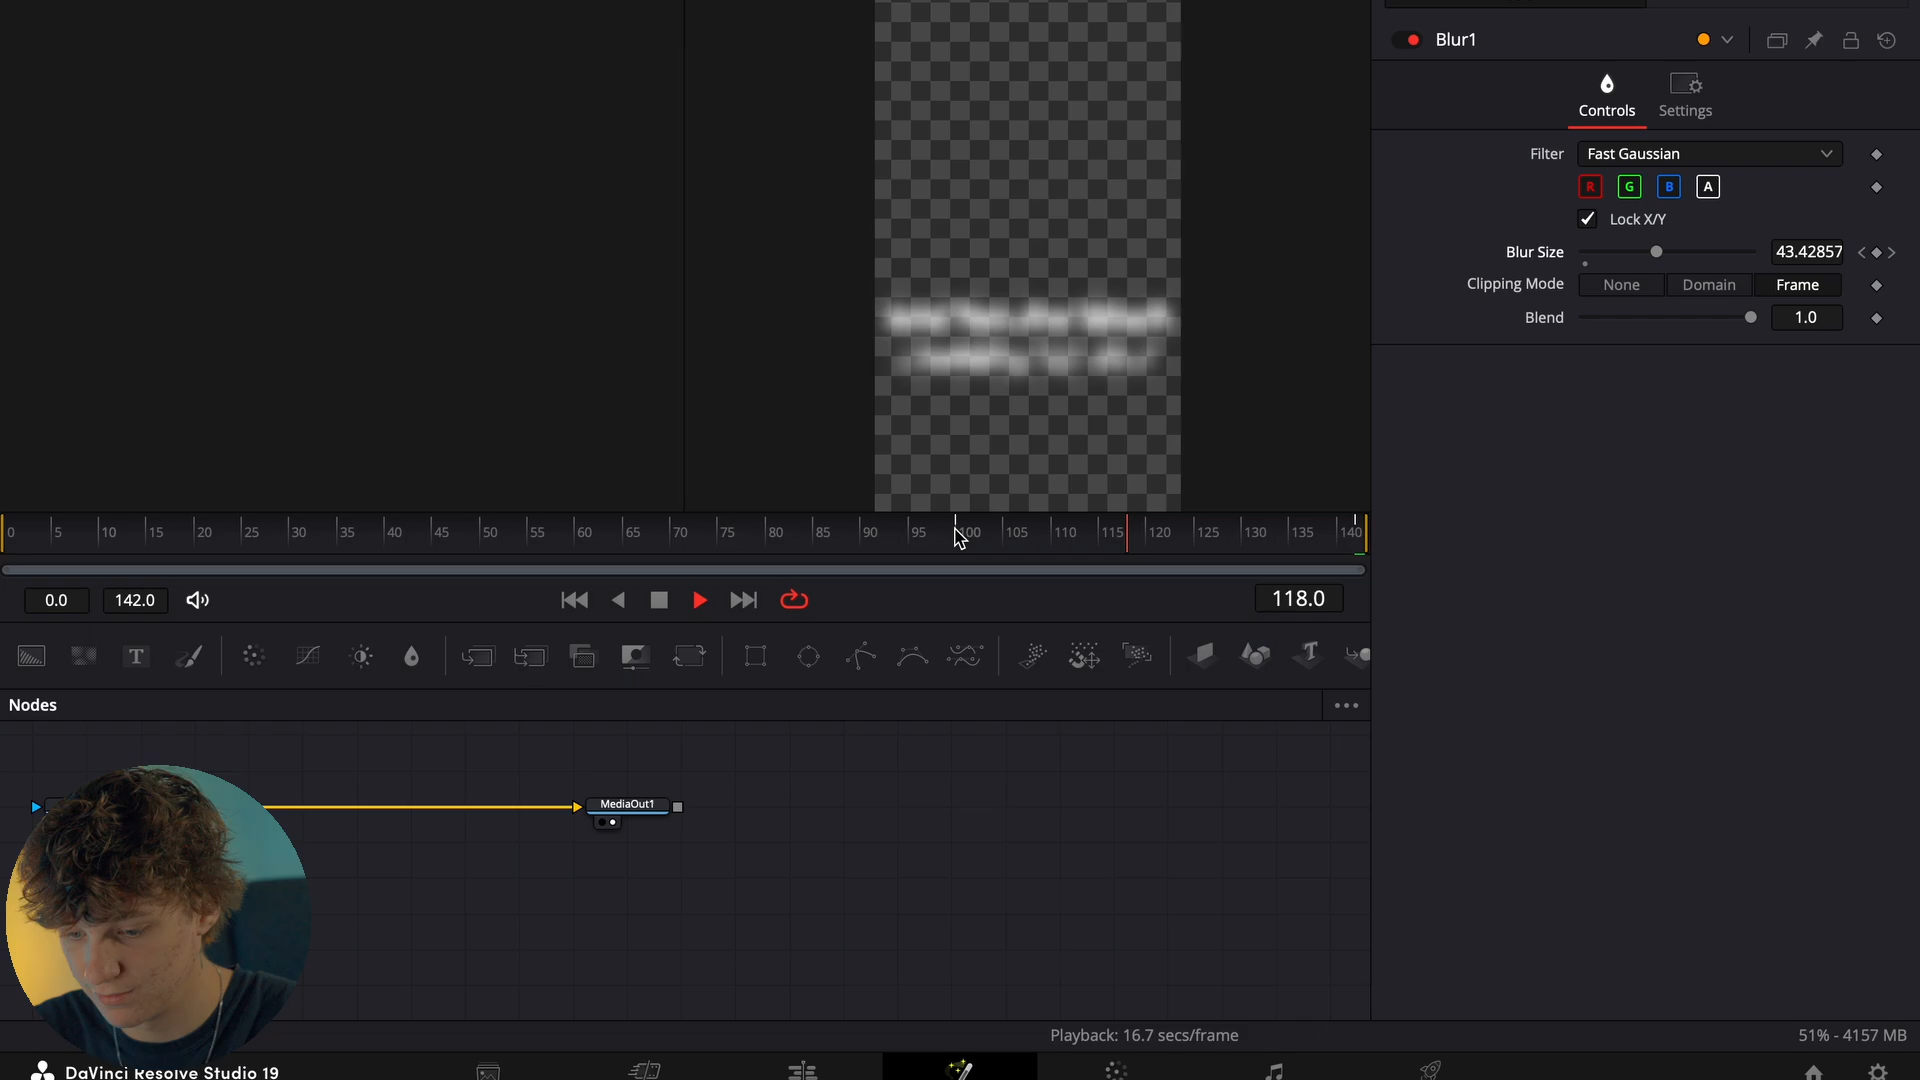 Blur1
Controls
Settings
Filter
Fast Gaussian
R
G
B
A
Lock X/Y
Blur Size
43.42857
Clipping Mode
None
Domain
Frame
Blend
1.0
0 5 10 15 20 25 30 35 40 45 50 55 60 65 70 75 80 85 90 95 100 105 110 115 120 125 130 135 140
0.0
142.0
118.0
T
Nodes
MediaOut1
Playback: 16.7 secs/frame
51% - 4157 MB
DaVinci Resolve Studio 19